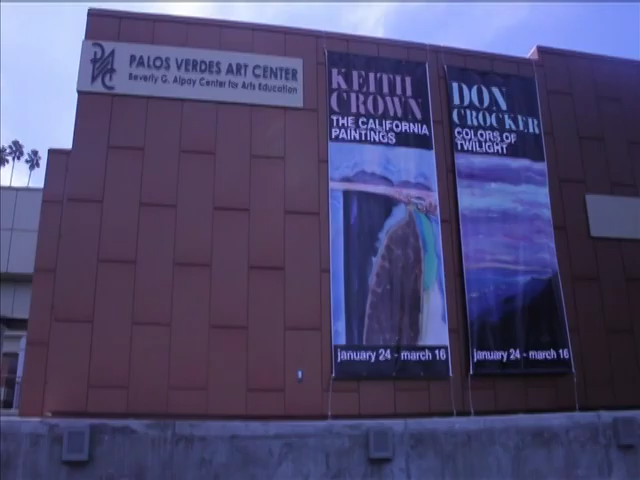 PVAC
PALOS VERDES ART CENTER
Beverly G. Alpay Center for Arts Education
KEITH
CROWN
THE CALIFORNIA
PAINTINGS
january 24 - march 16
DON
CROCKER
COLORS OF
TWILIGHT
january 24 - march 16